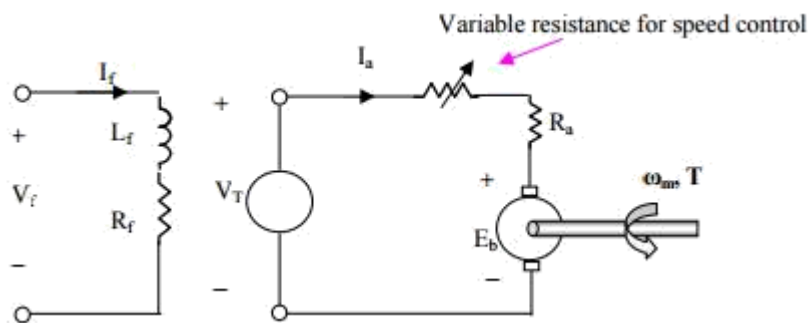 Variable resistance for speed control
I_f
I_a
+
+
L_f
R_a
+
V_f
V_T
+
ω_m, T
R_f
E_b
−
−
−